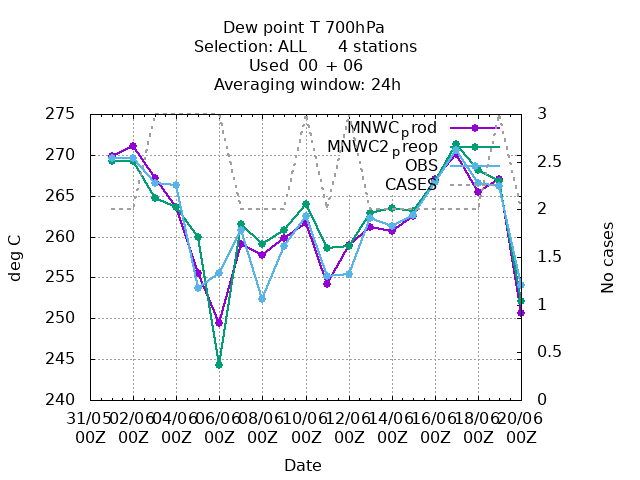 Dew point T 700hPa
Selection: ALL 4 stations
Used 00 + 06
Averaging window: 24h
275
270
265
260
255
250
245
240
3
2.5
2
1.5
1
0.5
0
MNWC_prod
MNWC2_preop
OBS
CASES
deg C
No cases
31/05 02/06 04/06 06/06 08/06 10/06 12/06 14/06 16/06 18/06 20/06
00Z 00Z 00Z 00Z 00Z 00Z 00Z 00Z 00Z 00Z 00Z
Date